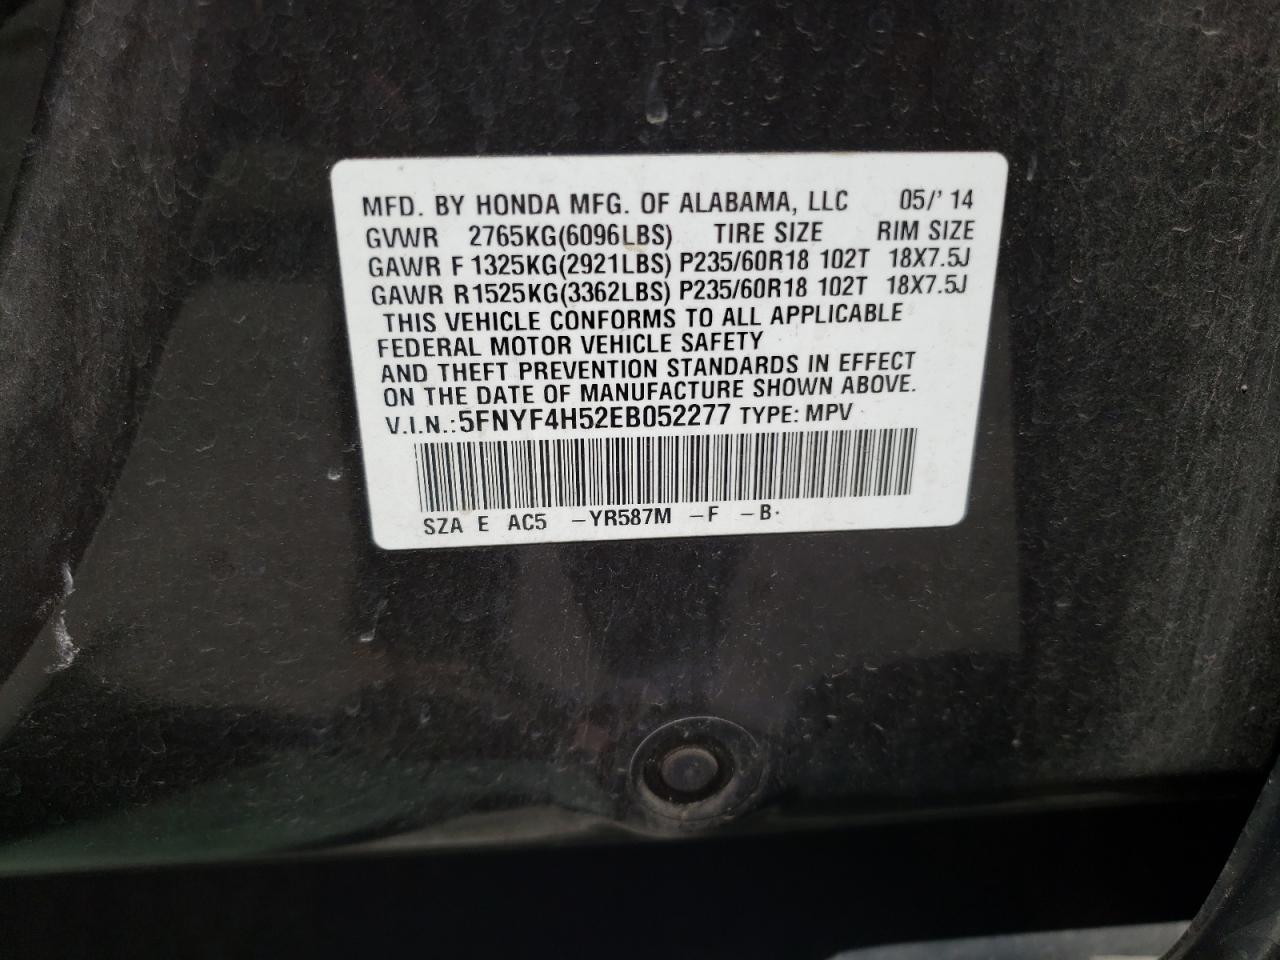 MFD. BY HONDA MFG. OF ALABAMA, LLC 05/'14
GVWR 2765KG(6096LBS) TIRE SIZE RIM SIZE
GAWR F 1325KG(2921LBS) P235/60R18 102T 18X7.5J
GAWR R1525KG(3362LBS) P235/60R18 102T 18X7.5J
THIS VEHICLE CONFORMS TO ALL APPLICABLE
FEDERAL MOTOR VEHICLE SAFETY
AND THEFT PREVENTION STANDARDS IN EFFECT
ON THE DATE OF MANUFACTURE SHOWN ABOVE.
V.I.N.:5FNYF4H52EB052277 TYPE: MPV
SZA E AC5 –YR587M –F –B·